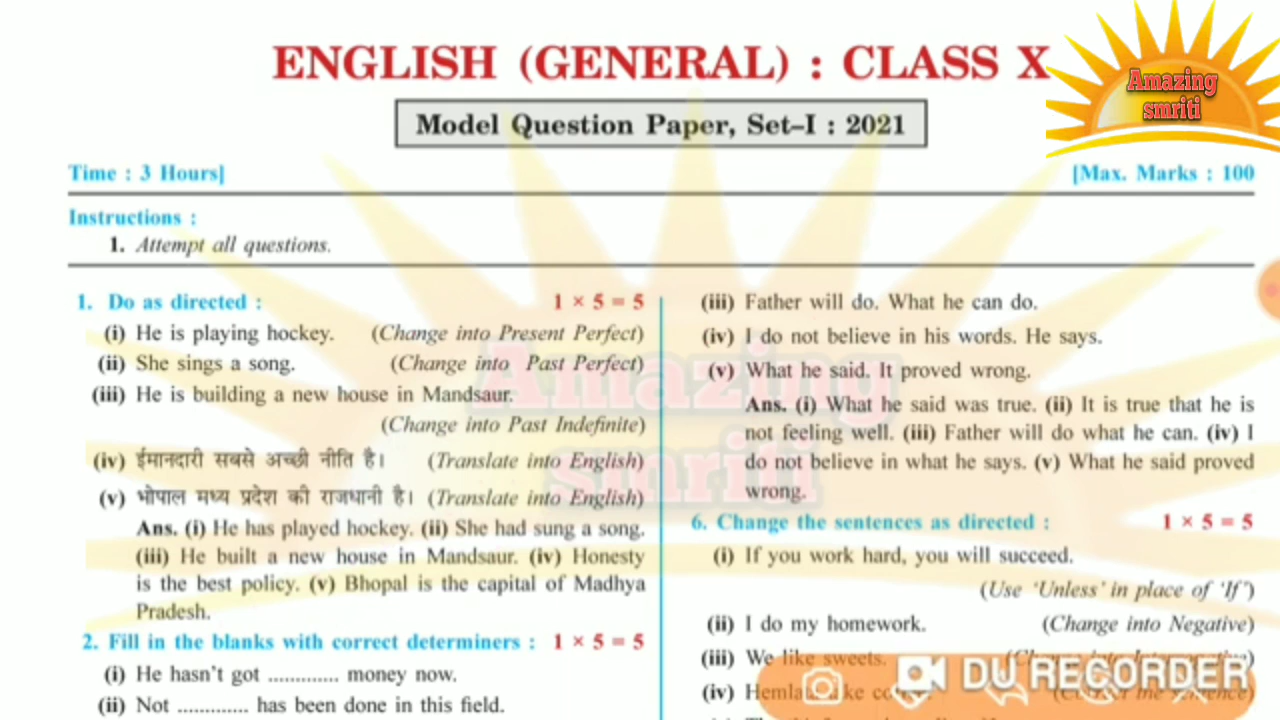 ENGLISH (GENERAL) : CLASS X
Amazing
smriti
Model Question Paper, Set–I : 2021
Time : 3 Hours]
[Max. Marks : 100
Instructions :
1. Attempt all questions.
1. Do as directed : 1 × 5 = 5
(i) He is playing hockey. (Change into Present Perfect)
(ii) She sings a song. (Change into Past Perfect)
(iii) He is building a new house in Mandsaur.
(Change into Past Indefinite)
(iv) ईमानदारी सबसे अच्छी नीति है। (Translate into English)
(v) भोपाल मध्य प्रदेश की राजधानी है। (Translate into English)
Ans. (i) He has played hockey. (ii) She had sung a song.
(iii) He built a new house in Mandsaur. (iv) Honesty
is the best policy. (v) Bhopal is the capital of Madhya
Pradesh.
2. Fill in the blanks with correct determiners : 1 × 5 = 5
(i) He hasn't got ............. money now.
(ii) Not ............. has been done in this field.
(iii) Father will do. What he can do.
(iv) I do not believe in his words. He says.
(v) What he said. It proved wrong.
Ans. (i) What he said was true. (ii) It is true that he is
not feeling well. (iii) Father will do what he can. (iv) I
do not believe in what he says. (v) What he said proved
wrong.
6. Change the sentences as directed : 1 × 5 = 5
(i) If you work hard, you will succeed.
(Use 'Unless' in place of 'If')
(ii) I do my homework. (Change into Negative)
(iii) We like sweets.
(iv)
DU RECORDER
Amazing
smriti